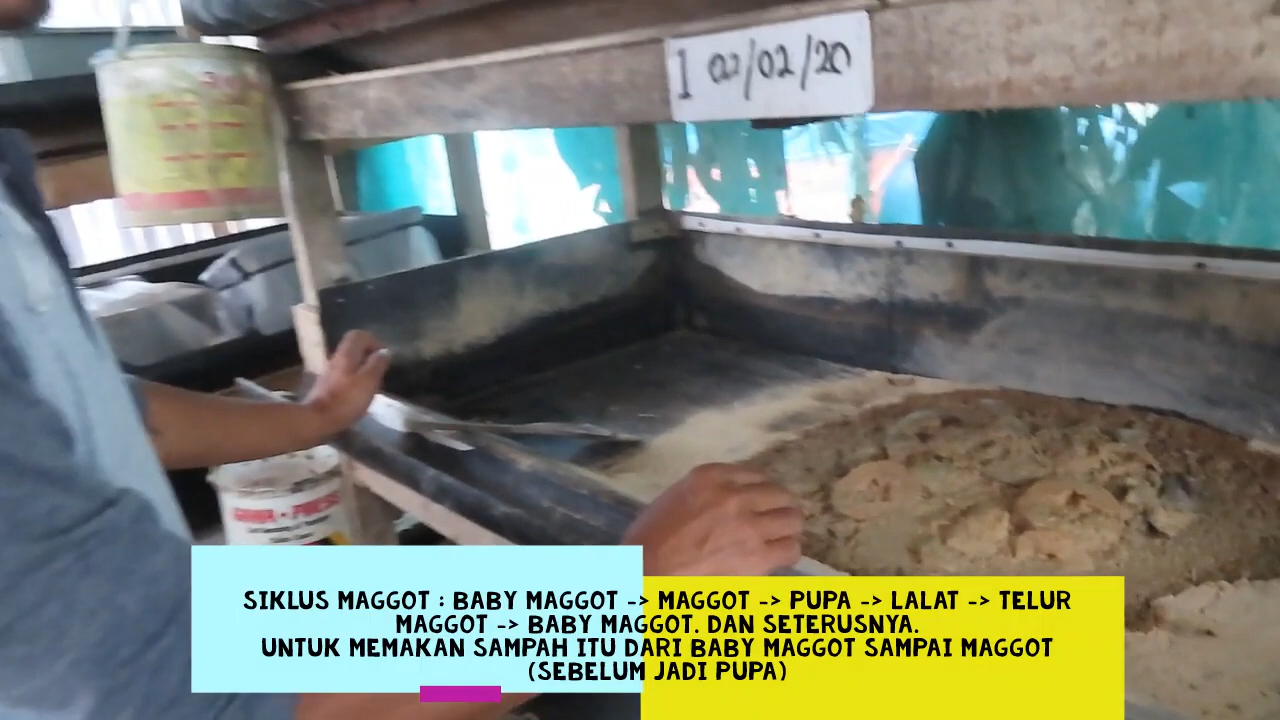 1 02/02/20
SIKLUS MAGGOT : BABY MAGGOT -> MAGGOT -> PUPA -> LALAT -> TELUR
MAGGOT -> BABY MAGGOT. DAN SETERUSNYA.
UNTUK MEMAKAN SAMPAH ITU DARI BABY MAGGOT SAMPAI MAGGOT
(SEBELUM JADI PUPA)